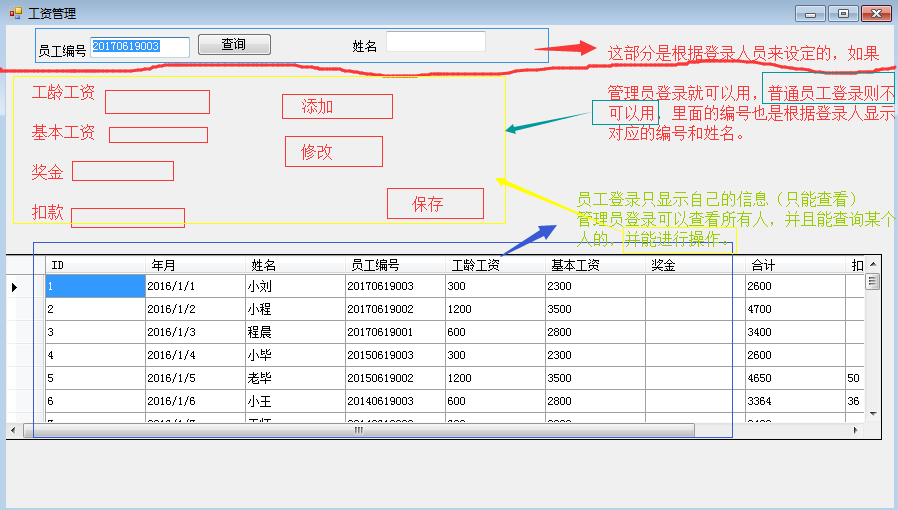 工资管理
员工编号 20170619003 查询 姓名
这部分是根据登录人员来设定的，如果
管理员登录就可以用，普通员工登录则不
可以用，里面的编号也是根据登录人显示
对应的编号和姓名。
工龄工资 添加
基本工资 修改
奖金
扣款 保存
员工登录只显示自己的信息（只能查看）
管理员登录可以查看所有人，并且能查询某个
人的，并能进行操作。
ID 年月 姓名 员工编号 工龄工资 基本工资 奖金 合计 扣
1 2016/1/1 小刘 20170619003 300 2300 2600
2 2016/1/2 小程 20170619002 1200 3500 4700
3 2016/1/3 程晨 20170619001 600 2800 3400
4 2016/1/4 小毕 20150619003 300 2300 2600
5 2016/1/5 老毕 20150619002 1200 3500 4650 50
6 2016/1/6 小王 20140619003 600 2800 3364 36